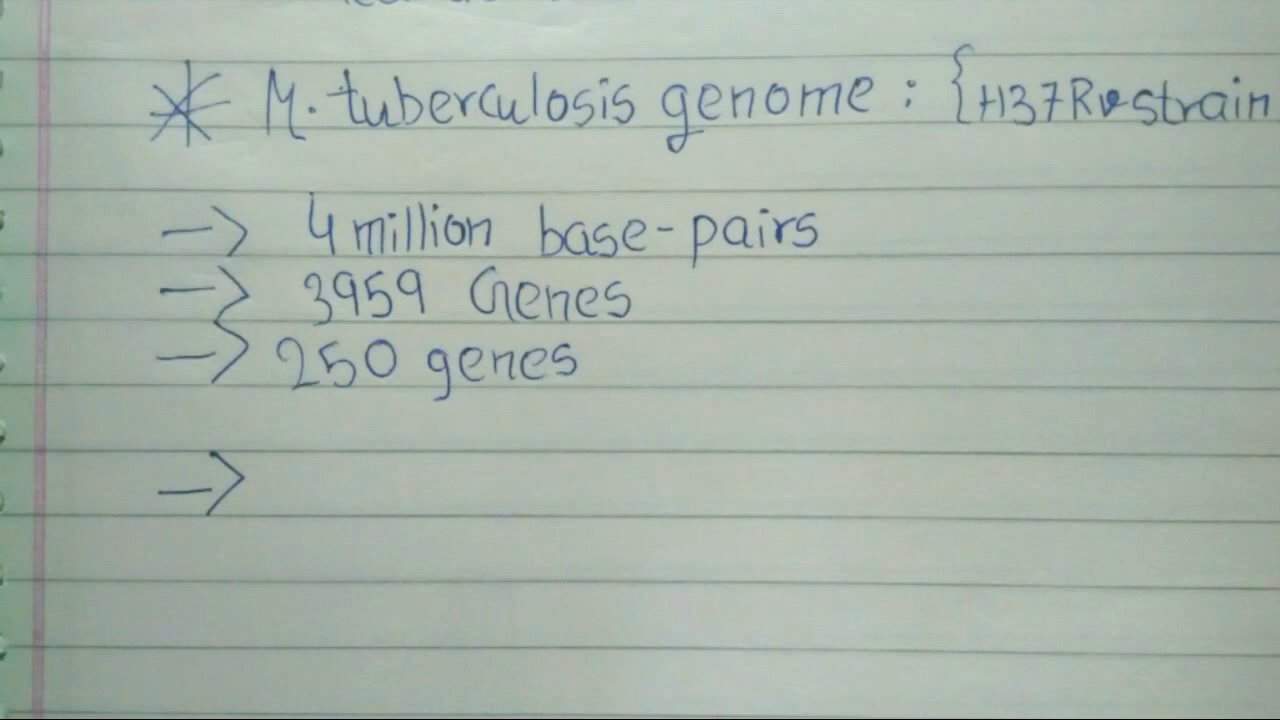 * M. tuberculosis genome : {H37Rv strain
→ 4 million base-pairs
→ 3959 Genes
→ 250 genes
→